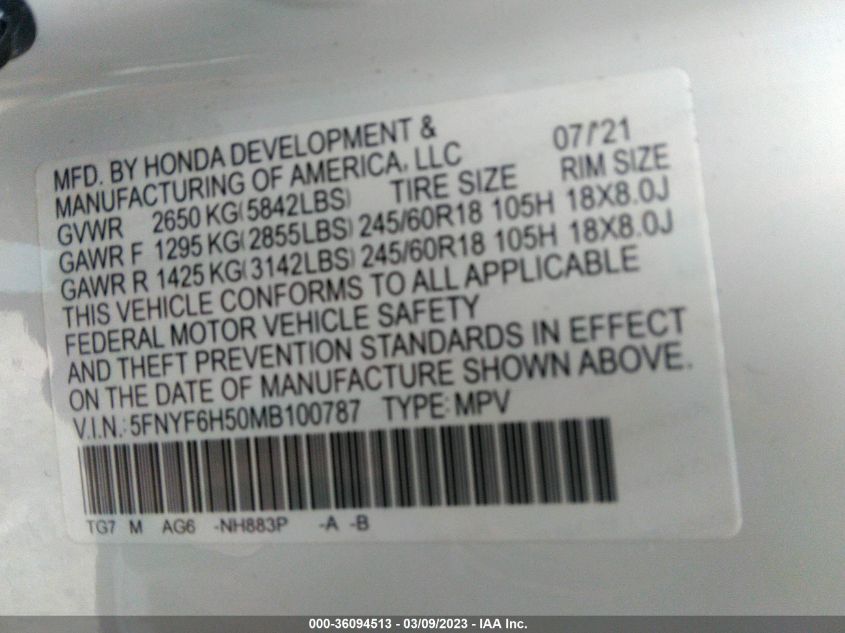 MFD. BY HONDA DEVELOPMENT & 07/'21
MANUFACTURING OF AMERICA, LLC RIM SIZE
GVWR 2650 KG(5842LBS) TIRE SIZE
GAWR F 1295 KG(2855LBS) 245/60R18 105H 18X8.0J
GAWR R 1425 KG(3142LBS) 245/60R18 105H 18X8.0J
THIS VEHICLE CONFORMS TO ALL APPLICABLE
FEDERAL MOTOR VEHICLE SAFETY
AND THEFT PREVENTION STANDARDS IN EFFECT
ON THE DATE OF MANUFACTURE SHOWN ABOVE.
V.I.N.: 5FNYF6H50MB100787 TYPE: MPV
TG7 M AG6 -NH883P -A -B
000-36094513 - 03/09/2023 - IAA Inc.